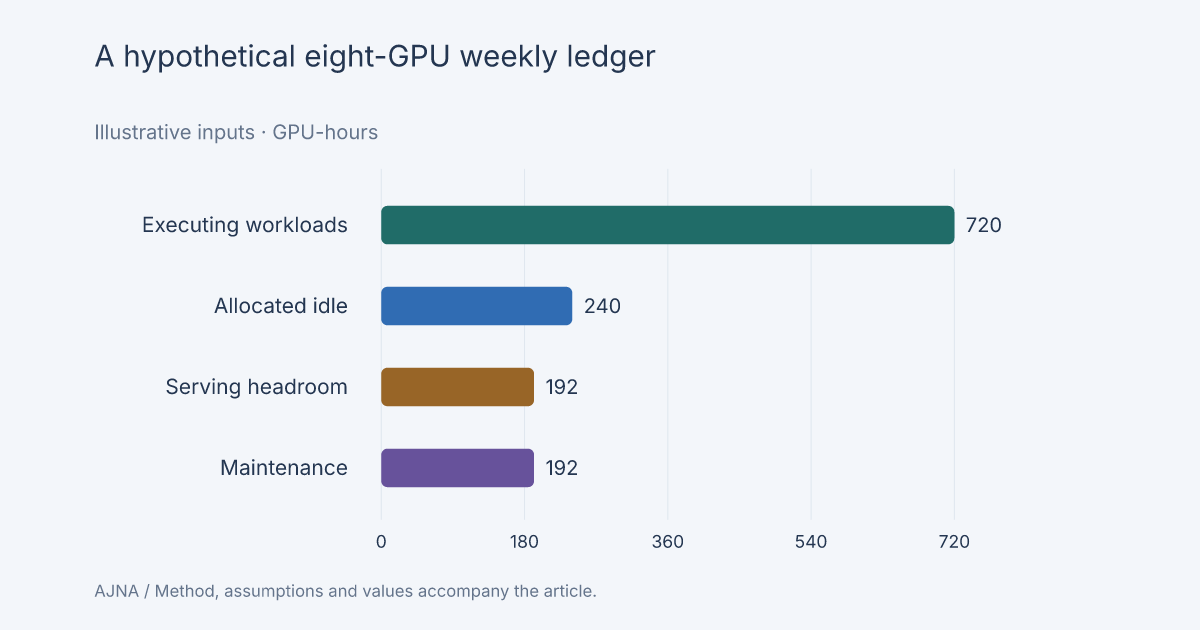 A hypothetical eight-GPU weekly ledger
Illustrative inputs · GPU-hours
Executing workloads 720
Allocated idle 240
Serving headroom 192
Maintenance 192
0 180 360 540 720
AJNA / Method, assumptions and values accompany the article.